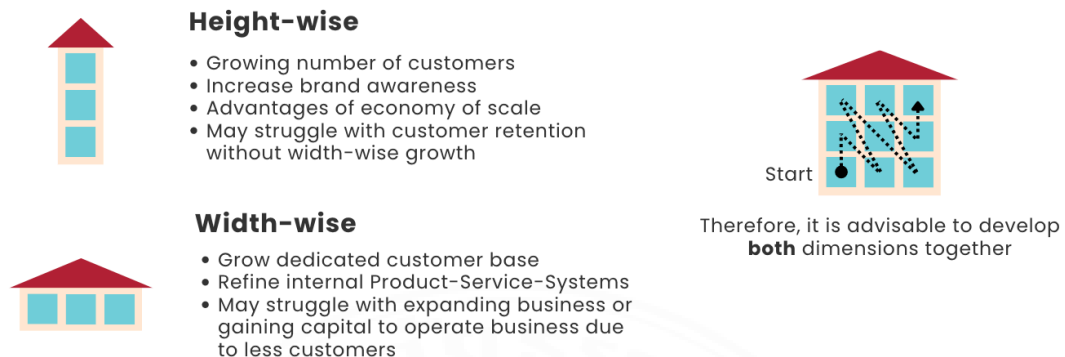 Height-wise
• Growing number of customers
• Increase brand awareness
• Advantages of economy of scale
• May struggle with customer retention
without width-wise growth
Width-wise
• Grow dedicated customer base
• Refine internal Product-Service-Systems
• May struggle with expanding business or
gaining capital to operate business due
to less customers
Start
Therefore, it is advisable to develop
both dimensions together